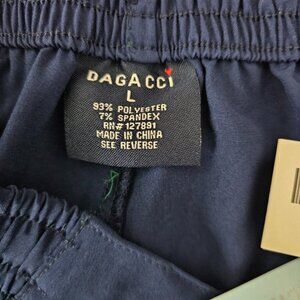 DAGACCi
L
93% POLYESTER
7% SPANDEX
RN# 127891
MADE IN CHINA
SEE REVERSE